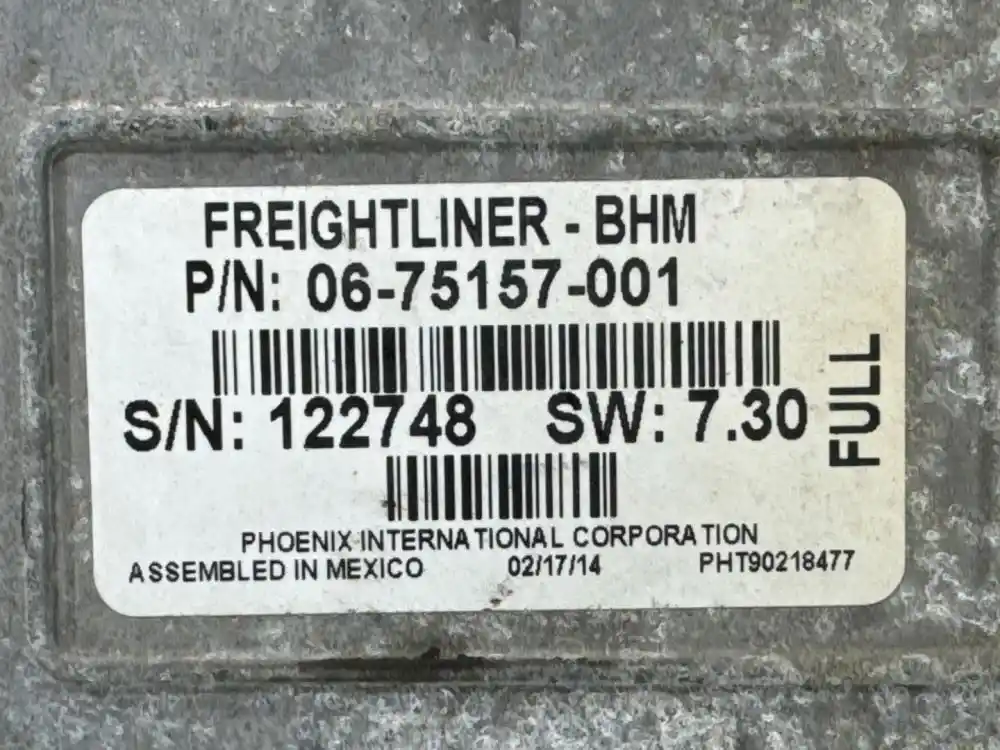 FREIGHTLINER - BHM
P/N: 06-75157-001
S/N: 122748 SW: 7.30
FULL
PHOENIX INTERNATIONAL CORPORATION
ASSEMBLED IN MEXICO 02/17/14 PHT90218477